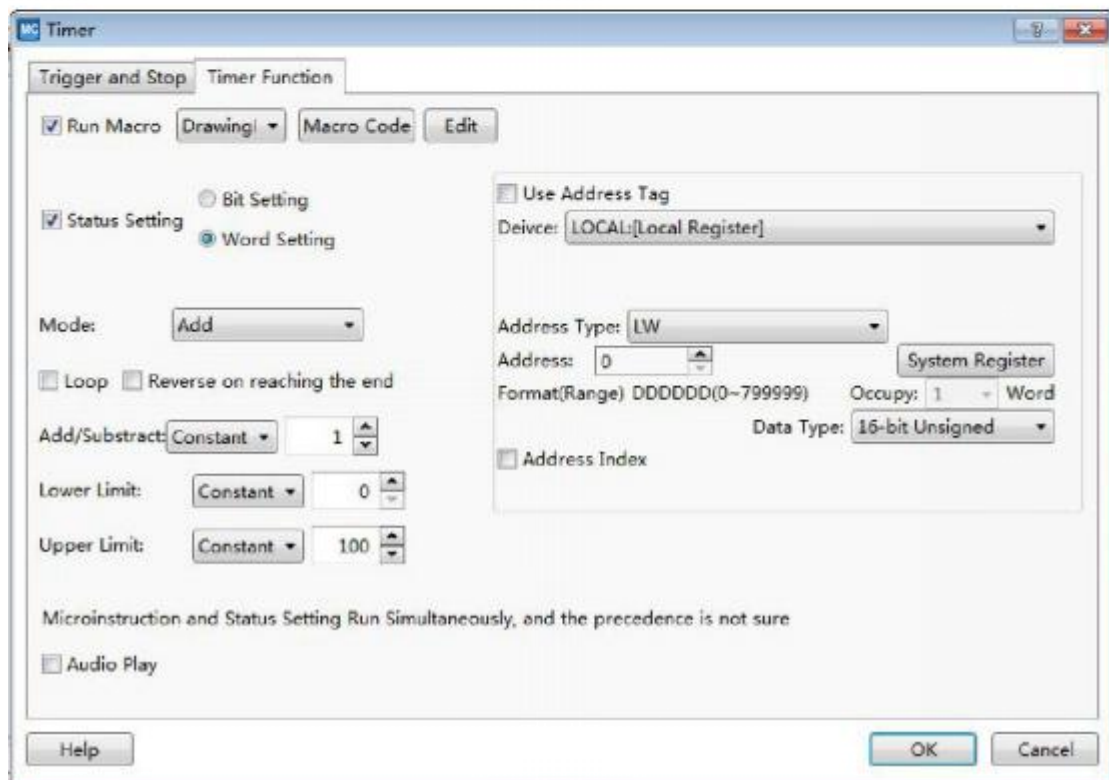 MC Timer
Trigger and Stop Timer Function
Run Macro Drawing Macro Code Edit
Status Setting
Bit Setting
Word Setting
Use Address Tag
Deivce: LOCAL:[Local Register]
Mode: Add
Address Type: LW
Loop Reverse on reaching the end
Address: 0 System Register
Format(Range) DDDDDD(0~799999) Occupy: 1 Word
Add/Substract: Constant 1
Data Type: 16-bit Unsigned
Address Index
Lower Limit: Constant 0
Upper Limit: Constant 100
Microinstruction and Status Setting Run Simultaneously, and the precedence is not sure
Audio Play
Help OK Cancel